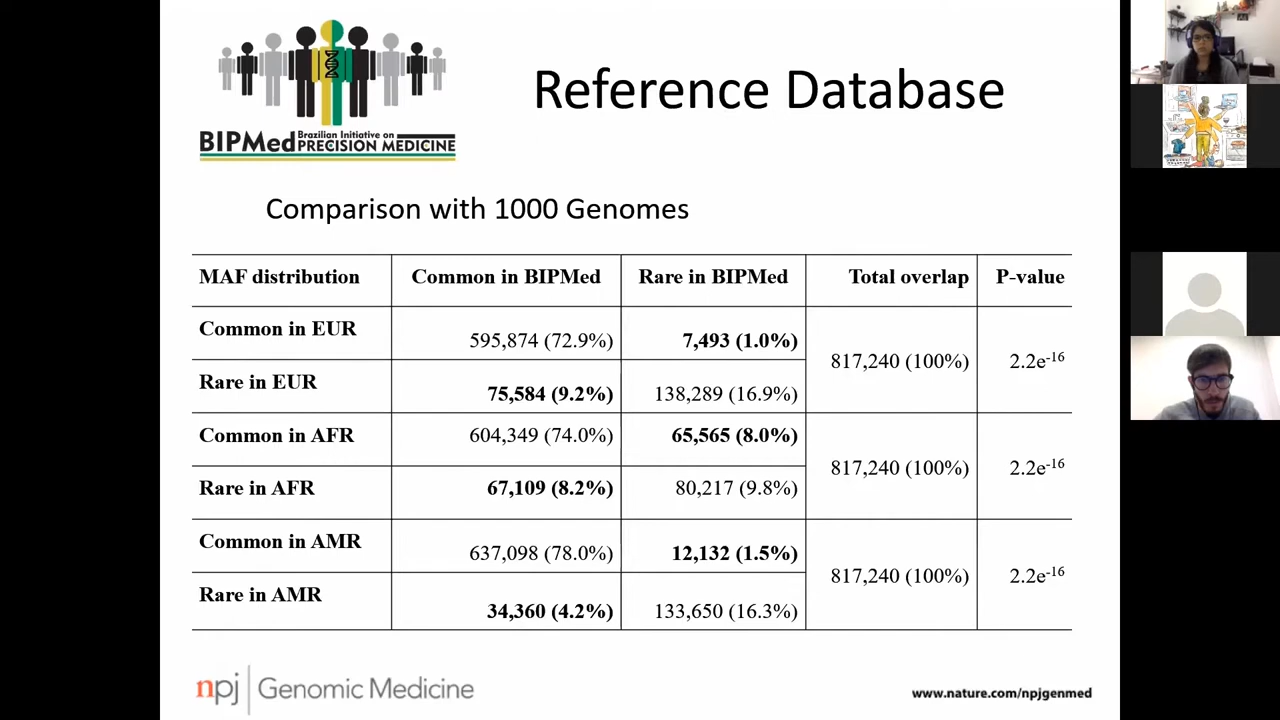 BIPMed Brazilian Initiative on
PRECISION MEDICINE
Reference Database
Comparison with 1000 Genomes
MAF distribution Common in BIPMed Rare in BIPMed Total overlap P-value
Common in EUR 595,874 (72.9%) 7,493 (1.0%) 817,240 (100%) 2.2e-16
Rare in EUR 75,584 (9.2%) 138,289 (16.9%)
Common in AFR 604,349 (74.0%) 65,565 (8.0%) 817,240 (100%) 2.2e-16
Rare in AFR 67,109 (8.2%) 80,217 (9.8%)
Common in AMR 637,098 (78.0%) 12,132 (1.5%) 817,240 (100%) 2.2e-16
Rare in AMR 34,360 (4.2%) 133,650 (16.3%)
npj Genomic Medicine www.nature.com/npjgenmed